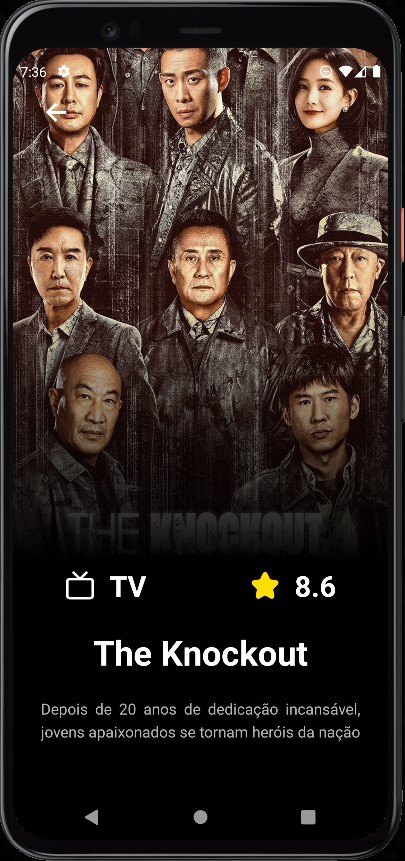 7:36
THE KNOCKOUT
TV
8.6
The Knockout
Depois de 20 anos de dedicação incansável,
jovens apaixonados se tornam heróis da nação